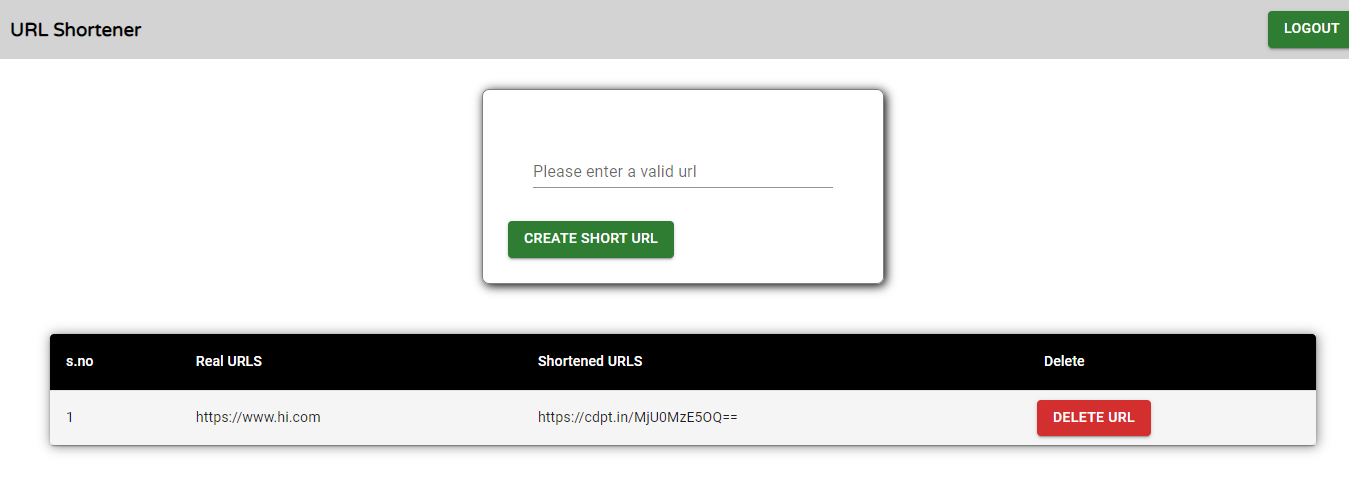 URL Shortener
LOGOUT
Please enter a valid url
CREATE SHORT URL
s.no Real URLS Shortened URLS Delete
1 https://www.hi.com https://cdpt.in/MjU0MzE5OQ== DELETE URL